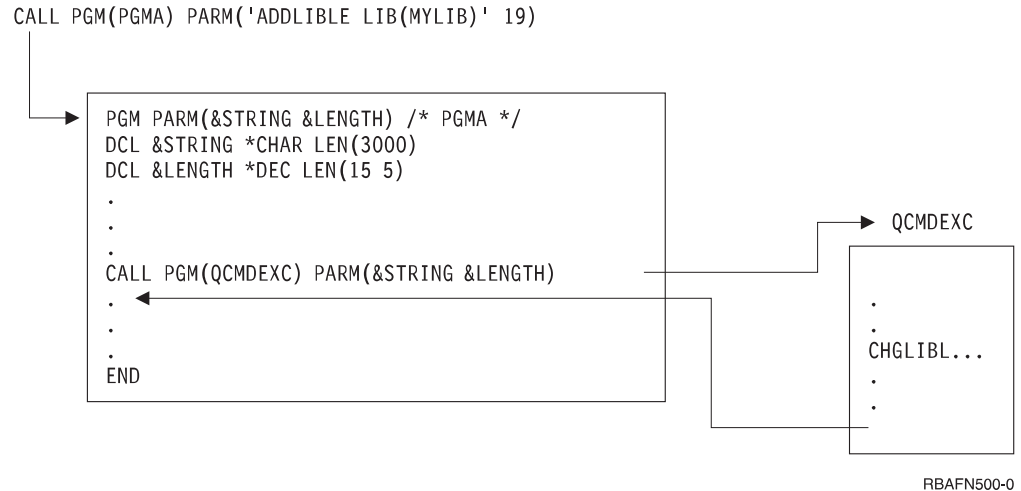 CALL PGM(PGMA) PARM('ADDLIBLE LIB(MYLIB)' 19)
PGM PARM(&STRING &LENGTH) /* PGMA */
DCL &STRING *CHAR LEN(3000)
DCL &LENGTH *DEC LEN(15 5)
.
.
.
CALL PGM(QCMDEXC) PARM(&STRING &LENGTH)
.
.
.
END
QCMDEXC
.
.
CHGLIBL...
.
.
RBAFN500-0